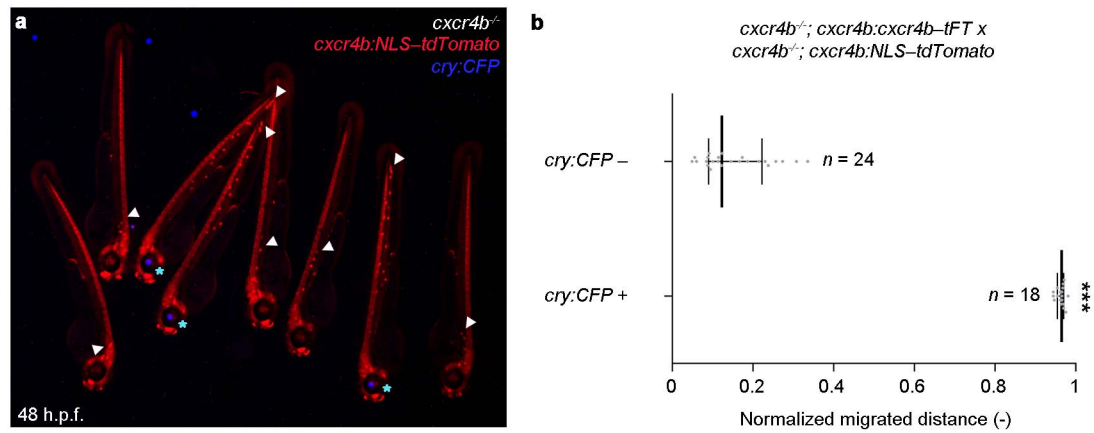 a
cxcr4b-/-
cxcr4b:NLS–tdTomato
cry:CFP
*
*
*
48 h.p.f.
b
cxcr4b-/-; cxcr4b:cxcr4b–tFT x
cxcr4b-/-; cxcr4b:NLS–tdTomato
cry:CFP –
n = 24
cry:CFP +
n = 18
***
0 0.2 0.4 0.6 0.8 1
Normalized migrated distance (-)